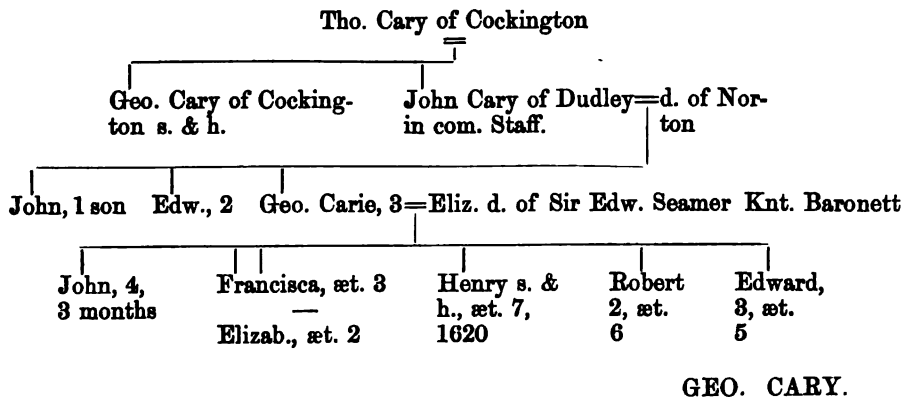 Tho. Cary of Cockington
Geo. Cary of Cocking-
ton s. & h.
John Cary of Dudley=d. of Nor-
in com. Staff.
ton
John, 1 son Edw., 2 Geo. Carie, 3=Eliz. d. of Sir Edw. Seamer Knt. Baronett
John, 4,
3 months
Francisca, æt. 3
—
Elizab., æt. 2
Henry s. &
h., æt. 7,
1620
Robert
2, æt.
6
Edward,
3, æt.
5
GEO. CARY.